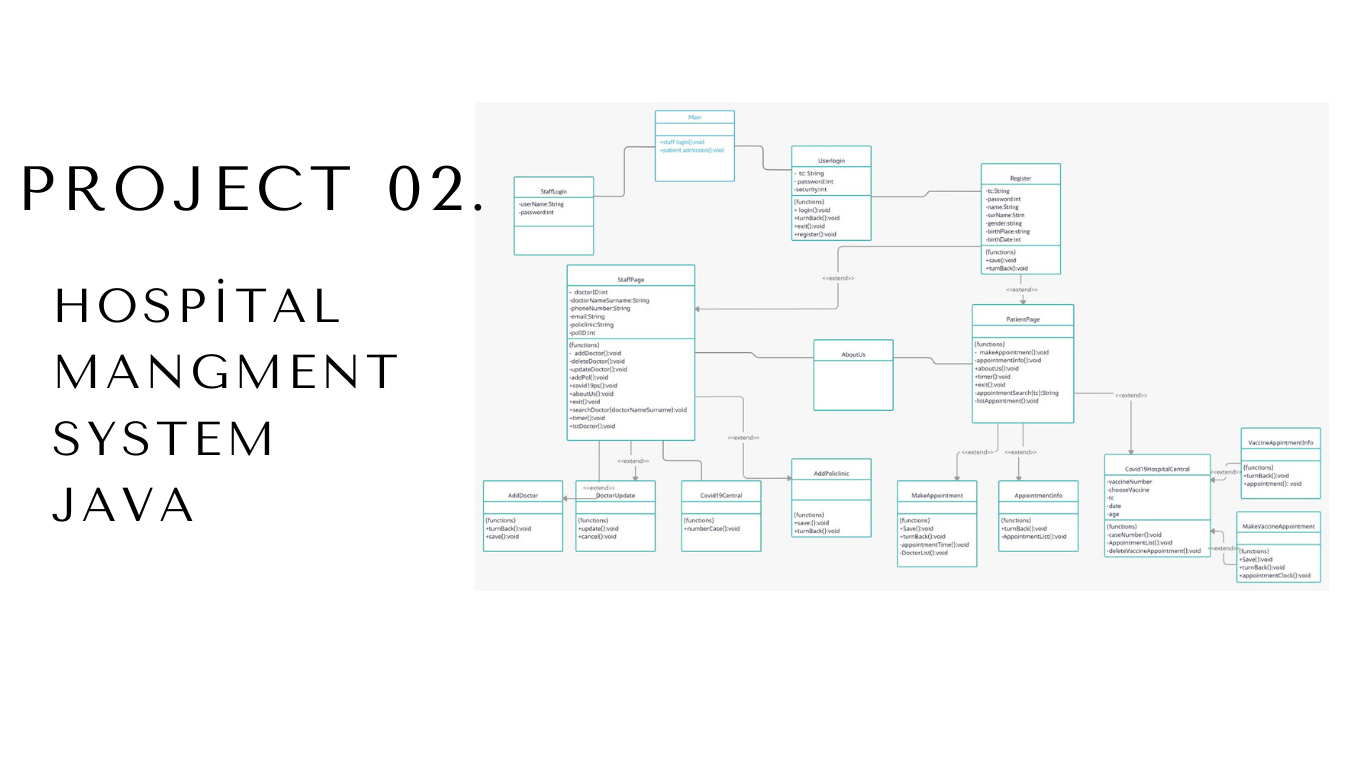 PROJECT 02.
HOSPİTAL
MANGMENT
SYSTEM
JAVA
Main
+staff login():void
+patient admission():void
StaffLogin
-userName:String
-password:int
Userlogin
- tc: String
- password:int
-security:int
{functions}
+ login():void
+turnBack():void
+exit():void
+register():void
Register
-tc:String
-password:int
-name:String
-surName:Strirn
-gender:string
-birthPlace:string
-birthDate:int
{functions}
+save():void
+turnBack():void
<<extend>>
<<extend>>
StaffPage
- doctorID:int
-doctorNameSurname:String
-phoneNumber:String
-email:String
-policlinic:String
-polID:int
{functions}
- addDoctor():void
-deleteDoctor():void
-updateDoctor():void
-addPol():void
+covid19ps():void
+aboutUs():void
+exit():void
+searchDoctor(doctorNameSurname):void
+timer():void
+istDoctor():void
AboutUs
PatientPage
{functions}
- makeAppointment():void
-appointmentInfo():void
+aboutUs():void
+timer():void
+exit():void
-appointmentSearch(tc):String
-listAppointment():void
<<extend>>
<<extend>>
<<extend>>
<<extend>>
<<extend>>
<<extend>>
AddDoctor
{functions}
+turnBack():void
+save():void
DoctorUpdate
{functions}
+update():void
+cancel():void
Covid19Central
{functions}
+numberCase():void
AddPoliclinic
{functions}
+save:():void
+turnBack():void
MakeAppointment
{functions}
+Save():void
+turnBack():void
-appointmentTime():void
-DoctorList():void
AppointmentInfo
{functions}
+turnBack():void
-AppointmentList():void
Covid19HospitalCentral
-vaccineNumber
-chooseVaccine
-tc
-date
-age
{functions}
-caseNumber():void
-AppointmentList():void
-deleteVaccineAppointment():void
<<extend>>
<<extend>>
VaccineAppintmentInfo
{functions}
+turnBack():void
+appointment(): void
MakeVaccineAppointment
{functions}
+Save():void
+turnBack():void
+appointmentClock():void